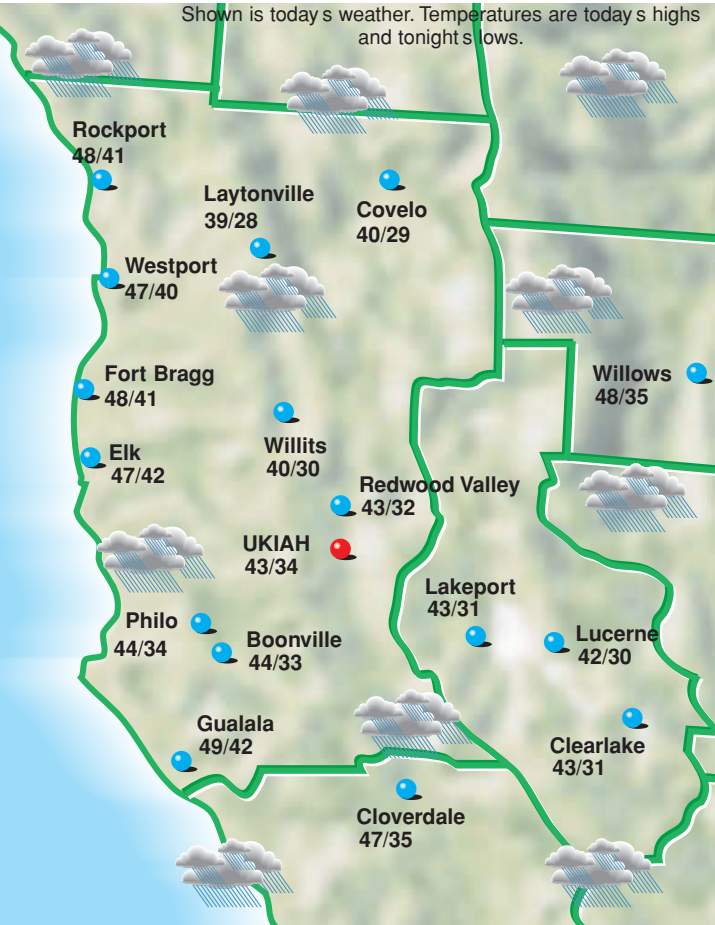 Shown is today s weather. Temperatures are today s highs
and tonight s lows.
Rockport
48/41
Laytonville
39/28
Covelo
40/29
Westport
47/40
Fort Bragg
48/41
Willows
48/35
Willits
40/30
Elk
47/42
Redwood Valley
43/32
UKIAH
43/34
Lakeport
43/31
Philo
44/34
Boonville
44/33
Lucerne
42/30
Gualala
49/42
Clearlake
43/31
Cloverdale
47/35